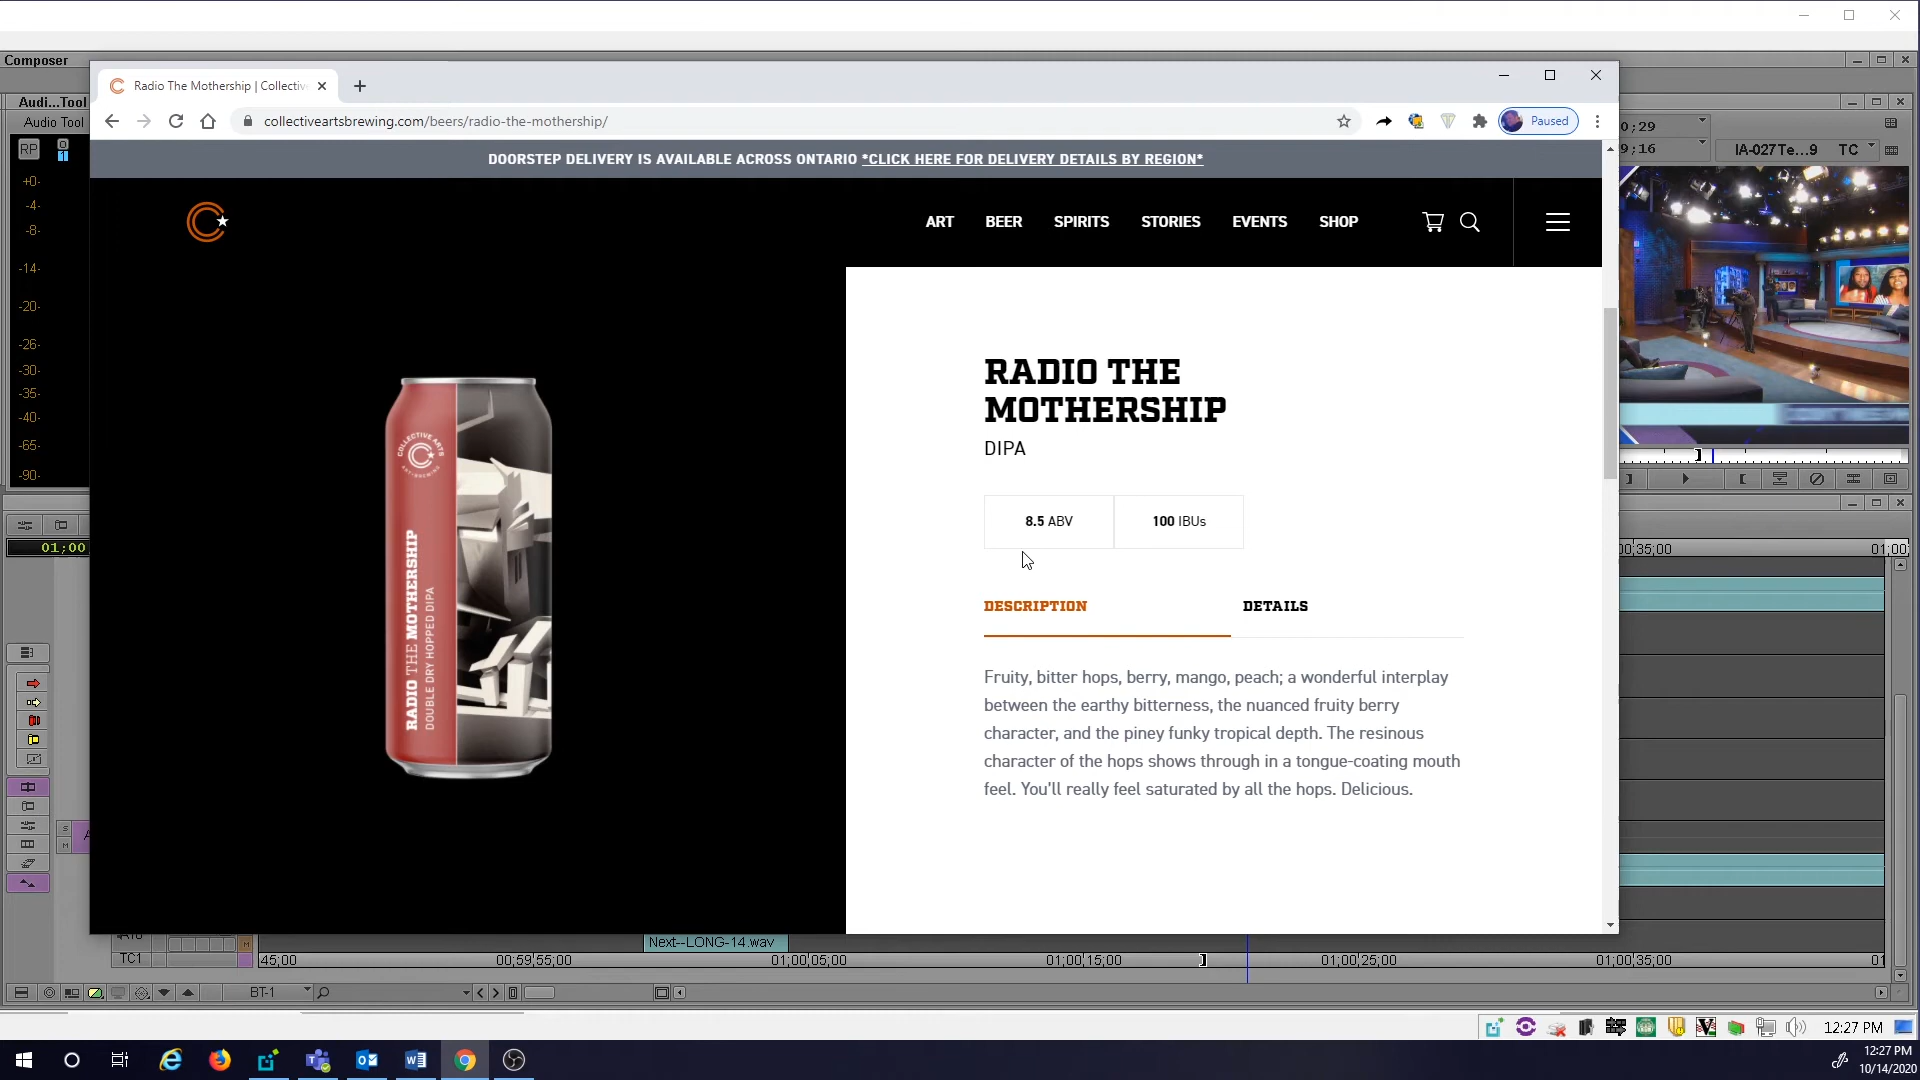 Composer
Audi...Tool
Audio Tool
RP
+0-
-4-
-8-
-14-
-20-
-26-
-30-
-35-
-40-
-65-
-90-
01;00
Radio The Mothership | Collectiv
collectiveartsbrewing.com/beers/radio-the-mothership/
Paused
DOORSTEP DELIVERY IS AVAILABLE ACROSS ONTARIO *CLICK HERE FOR DELIVERY DETAILS BY REGION*
ART BEER SPIRITS STORIES EVENTS SHOP
COLLECTIVE ARTS
BREWING
RADIO THE MOTHERSHIP
DOUBLE DRY HOPPED DIPA
RADIO THE
MOTHERSHIP
DIPA
8.5 ABV 100 IBUs
DESCRIPTION DETAILS
Fruity, bitter hops, berry, mango, peach; a wonderful interplay
between the earthy bitterness, the nuanced fruity berry
character, and the piney funky tropical depth. The resinous
character of the hops shows through in a tongue-coating mouth
feel. You'll really feel saturated by all the hops. Delicious.
0;29
9;16
IA-027Te...9 TC
00;35;00 01;00
Next--LONG-14.wav
TC1
45;00 00;59;55;00 01;00;05;00 01;00;15;00 01;00;25;00 01;00;35;00 01
BT-1
12:27 PM
12:27 PM
10/14/2020